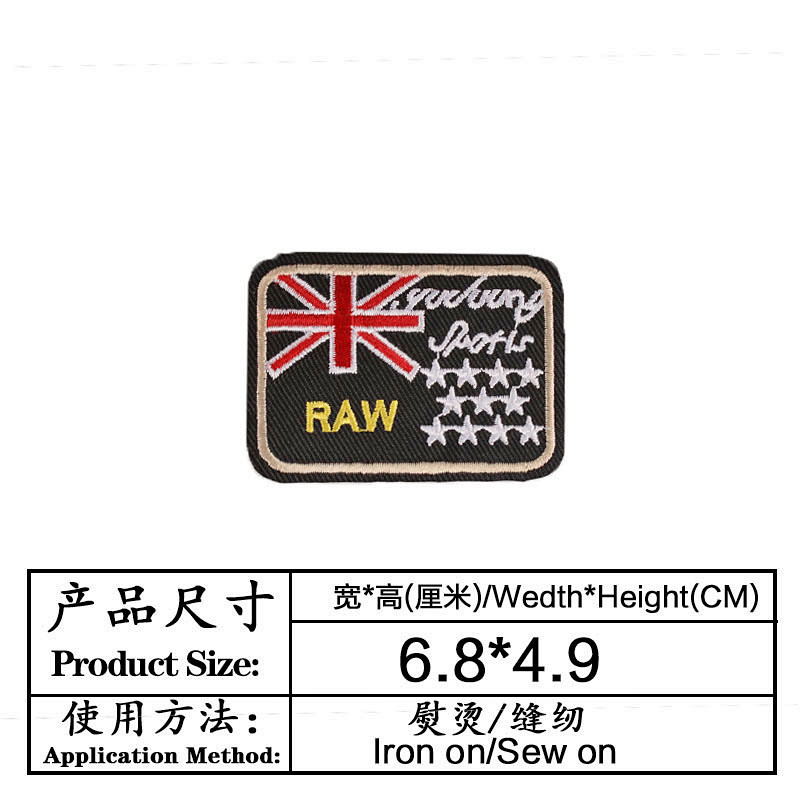 Sports
RAW
产品尺寸
Product Size:
宽*高(厘米)/Wedth*Height(CM)
6.8*4.9
使用方法：
Application Method:
熨烫/缝纫
Iron on/Sew on